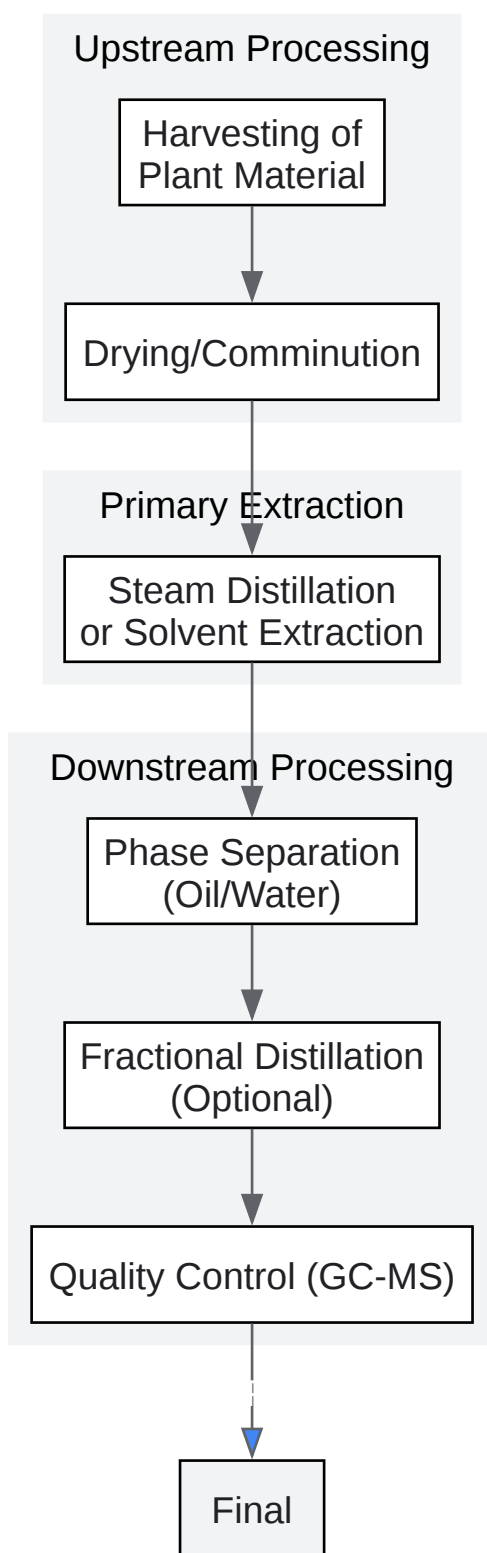 Upstream Processing
Harvesting of
Plant Material
Drying/Comminution
Primary Extraction
Steam Distillation
or Solvent Extraction
Downstream Processing
Phase Separation
(Oil/Water)
Fractional Distillation
(Optional)
Quality Control (GC-MS)
Final